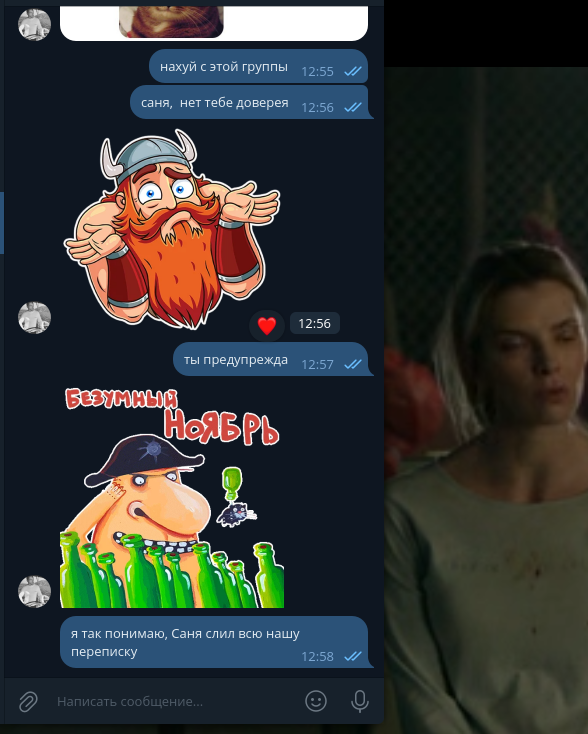 нахуй с этой группы 12:55
саня, нет тебе доверея 12:56
12:56
ты предупрежда 12:57
БЕЗУМНЫЙ
НОЯБРЬ
я так понимаю, Саня слил всю нашу
переписку 12:58
Написать сообщение...